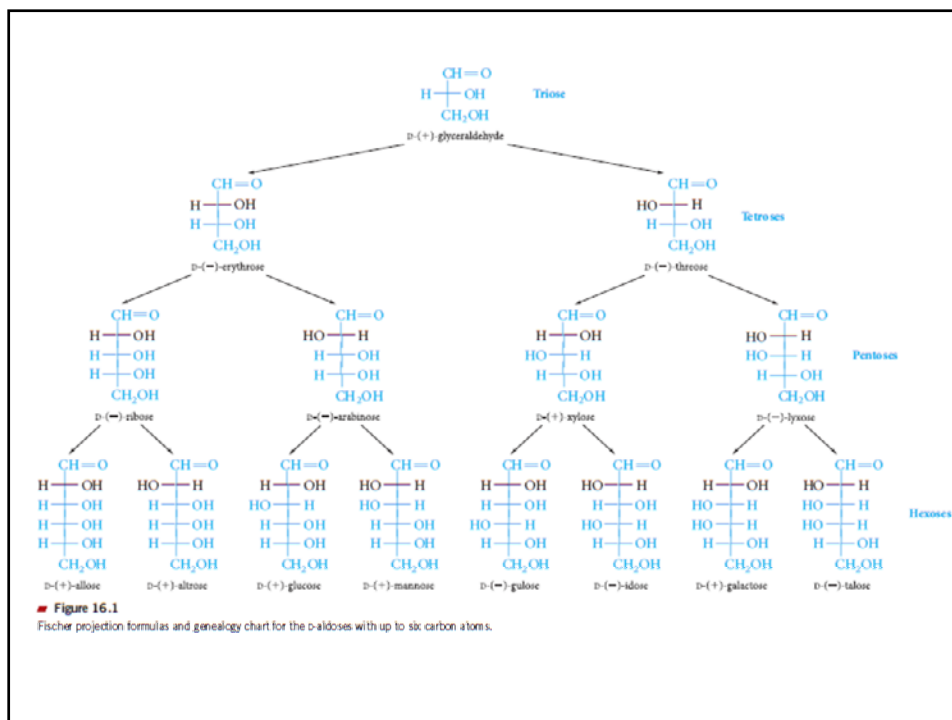 CH=O
H OH Triose
CH₂OH
D-(+)-glyceraldehyde
CH=O CH=O
H OH HO H
H OH H OH Tetroses
CH₂OH CH₂OH
D-(−)-erythrose D-(−)-threose
CH=O CH=O CH=O CH=O
H OH HO H H OH HO H
H OH H OH HO H HO H Pentoses
H OH H OH H OH H OH
CH₂OH CH₂OH CH₂OH CH₂OH
D-(−)-ribose D-(−)-arabinose D-(+)-xylose D-(−)-lyxose
CH=O CH=O CH=O CH=O CH=O CH=O CH=O CH=O
H OH HO H H OH HO H H OH HO H H OH HO H
H OH H OH HO H HO H H OH H OH HO H HO H Hexoses
H OH H OH H OH H OH HO H HO H HO H HO H
H OH H OH H OH H OH H OH H OH H OH H OH
CH₂OH CH₂OH CH₂OH CH₂OH CH₂OH CH₂OH CH₂OH CH₂OH
D-(+)-allose D-(+)-altrose D-(+)-glucose D-(+)-mannose D-(−)-gulose D-(−)-idose D-(+)-galactose D-(−)-talose
Figure 16.1
Fischer projection formulas and genealogy chart for the D-aldoses with up to six carbon atoms.